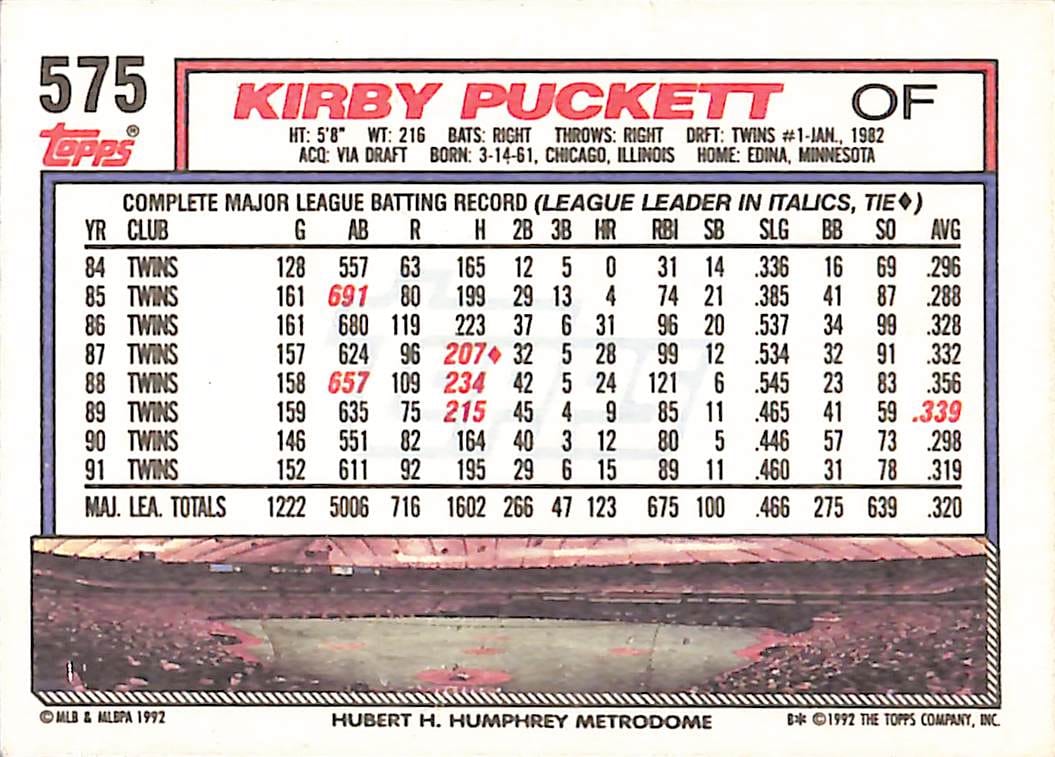 575
Topps®
KIRBY PUCKETT OF
HT: 5'8" WT: 216 BATS: RIGHT THROWS: RIGHT DRFT: TWINS #1-JAN., 1982
ACQ: VIA DRAFT BORN: 3-14-61, CHICAGO, ILLINOIS HOME: EDINA, MINNESOTA
COMPLETE MAJOR LEAGUE BATTING RECORD (LEAGUE LEADER IN ITALICS, TIE♦)
YR CLUB G AB R H 2B 3B HR RBI SB SLG BB SO AVG
84 TWINS 128 557 63 165 12 5 0 31 14 .336 16 69 .296
85 TWINS 161 691 80 199 29 13 4 74 21 .385 41 87 .288
86 TWINS 161 680 119 223 37 6 31 96 20 .537 34 99 .328
87 TWINS 157 624 96 207♦ 32 5 28 99 12 .534 32 91 .332
88 TWINS 158 657 109 234 42 5 24 121 6 .545 23 83 .356
89 TWINS 159 635 75 215 45 4 9 85 11 .465 41 59 .339
90 TWINS 146 551 82 164 40 3 12 80 5 .446 57 73 .298
91 TWINS 152 611 92 195 29 6 15 89 11 .460 31 78 .319
MAJ. LEA. TOTALS 1222 5006 716 1602 266 47 123 675 100 .466 275 639 .320
Topps
© MLB & MLBPA 1992 HUBERT H. HUMPHREY METRODOME B* ©1992 THE TOPPS COMPANY, INC.